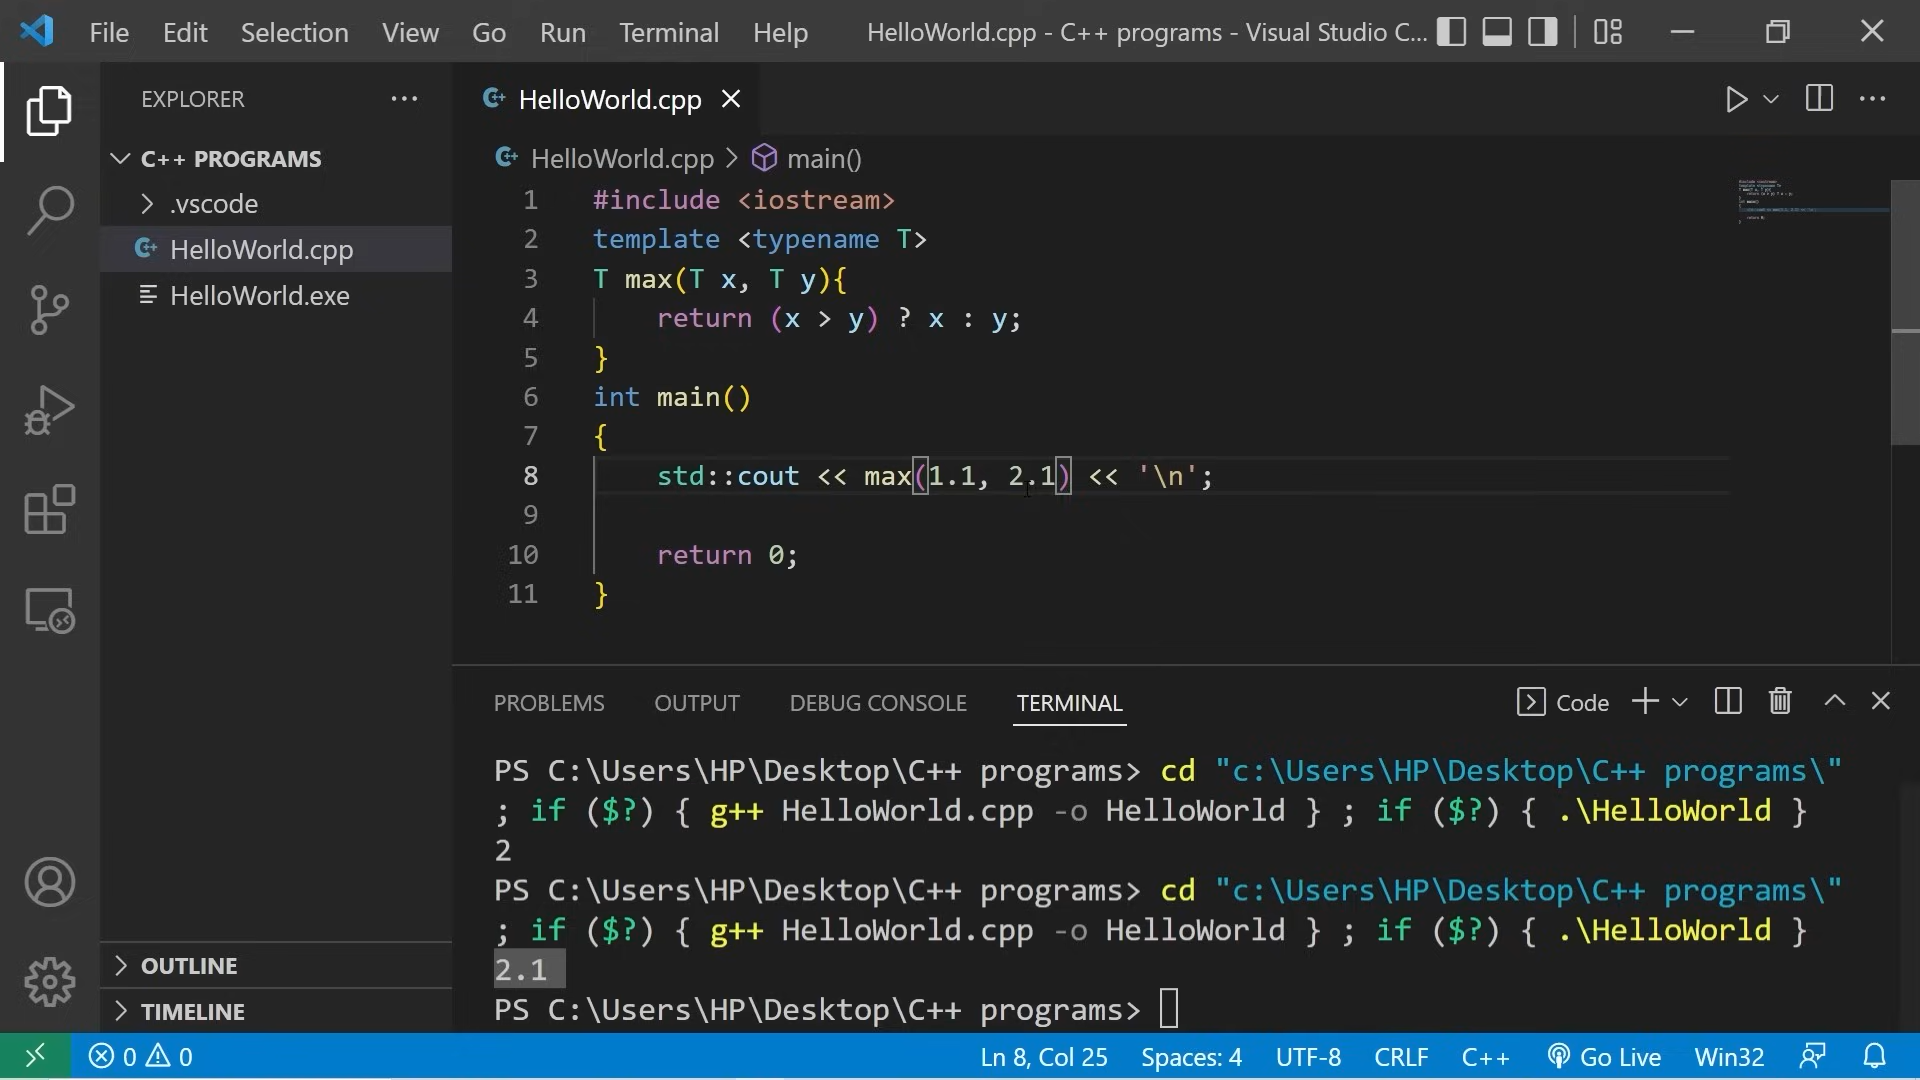 File Edit Selection View Go Run Terminal Help HelloWorld.cpp - C++ programs - Visual Studio C...
EXPLORER
C++ PROGRAMS
.vscode
HelloWorld.cpp
HelloWorld.exe
OUTLINE
TIMELINE
HelloWorld.cpp
HelloWorld.cpp > main()
1 #include <iostream>
2 template <typename T>
3 T max(T x, T y){
4 return (x > y) ? x : y;
5 }
6 int main()
7 {
8 std::cout << max(1.1, 2.1) << '\n';
9
10 return 0;
11 }
PROBLEMS OUTPUT DEBUG CONSOLE TERMINAL Code
PS C:\Users\HP\Desktop\C++ programs> cd "c:\Users\HP\Desktop\C++ programs\"
; if ($?) { g++ HelloWorld.cpp -o HelloWorld } ; if ($?) { .\HelloWorld }
2
PS C:\Users\HP\Desktop\C++ programs> cd "c:\Users\HP\Desktop\C++ programs\"
; if ($?) { g++ HelloWorld.cpp -o HelloWorld } ; if ($?) { .\HelloWorld }
2.1
PS C:\Users\HP\Desktop\C++ programs>
0 0 Ln 8, Col 25 Spaces: 4 UTF-8 CRLF C++ Go Live Win32